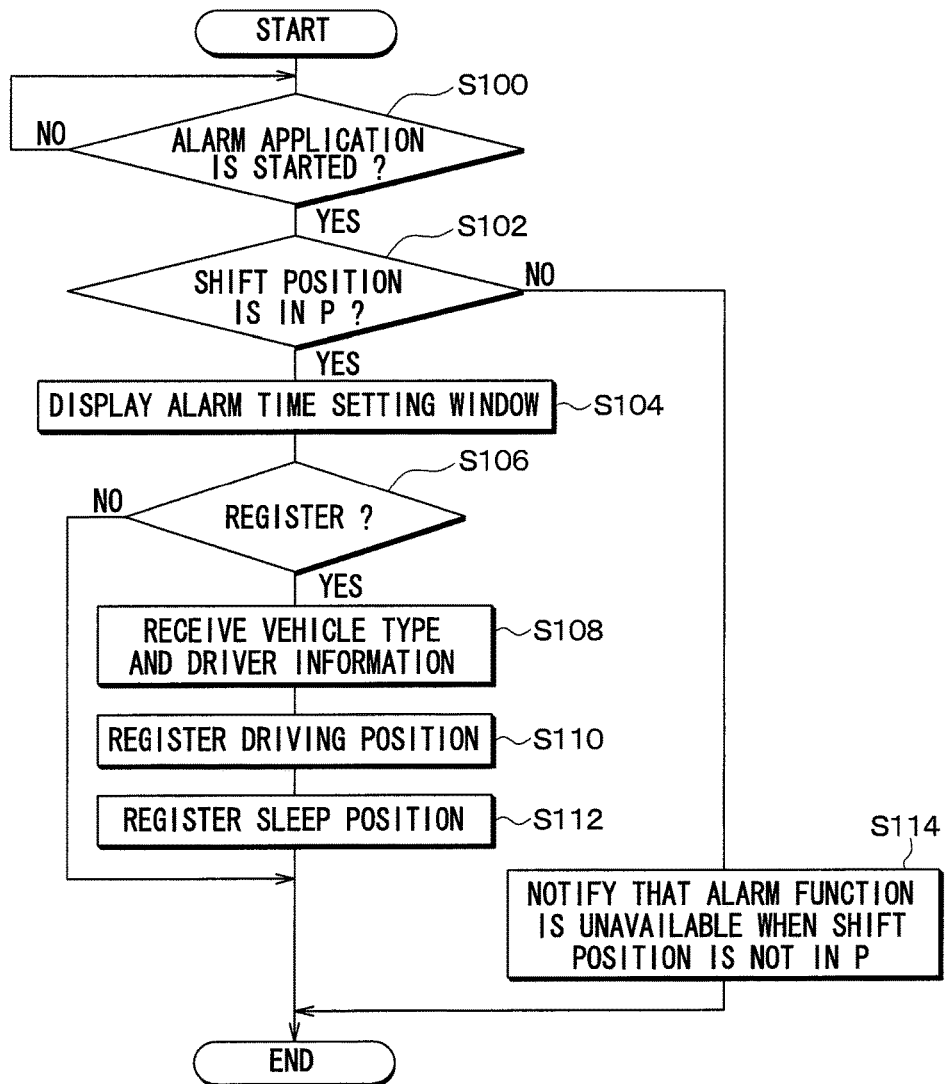 START
S100
NO
ALARM APPLICATION
IS STARTED ?
YES
S102
NO
SHIFT POSITION
IS IN P ?
YES
DISPLAY ALARM TIME SETTING WINDOW
S104
S106
NO
REGISTER ?
YES
RECEIVE VEHICLE TYPE
AND DRIVER INFORMATION
S108
REGISTER DRIVING POSITION
S110
REGISTER SLEEP POSITION
S112
S114
NOTIFY THAT ALARM FUNCTION
IS UNAVAILABLE WHEN SHIFT
POSITION IS NOT IN P
END